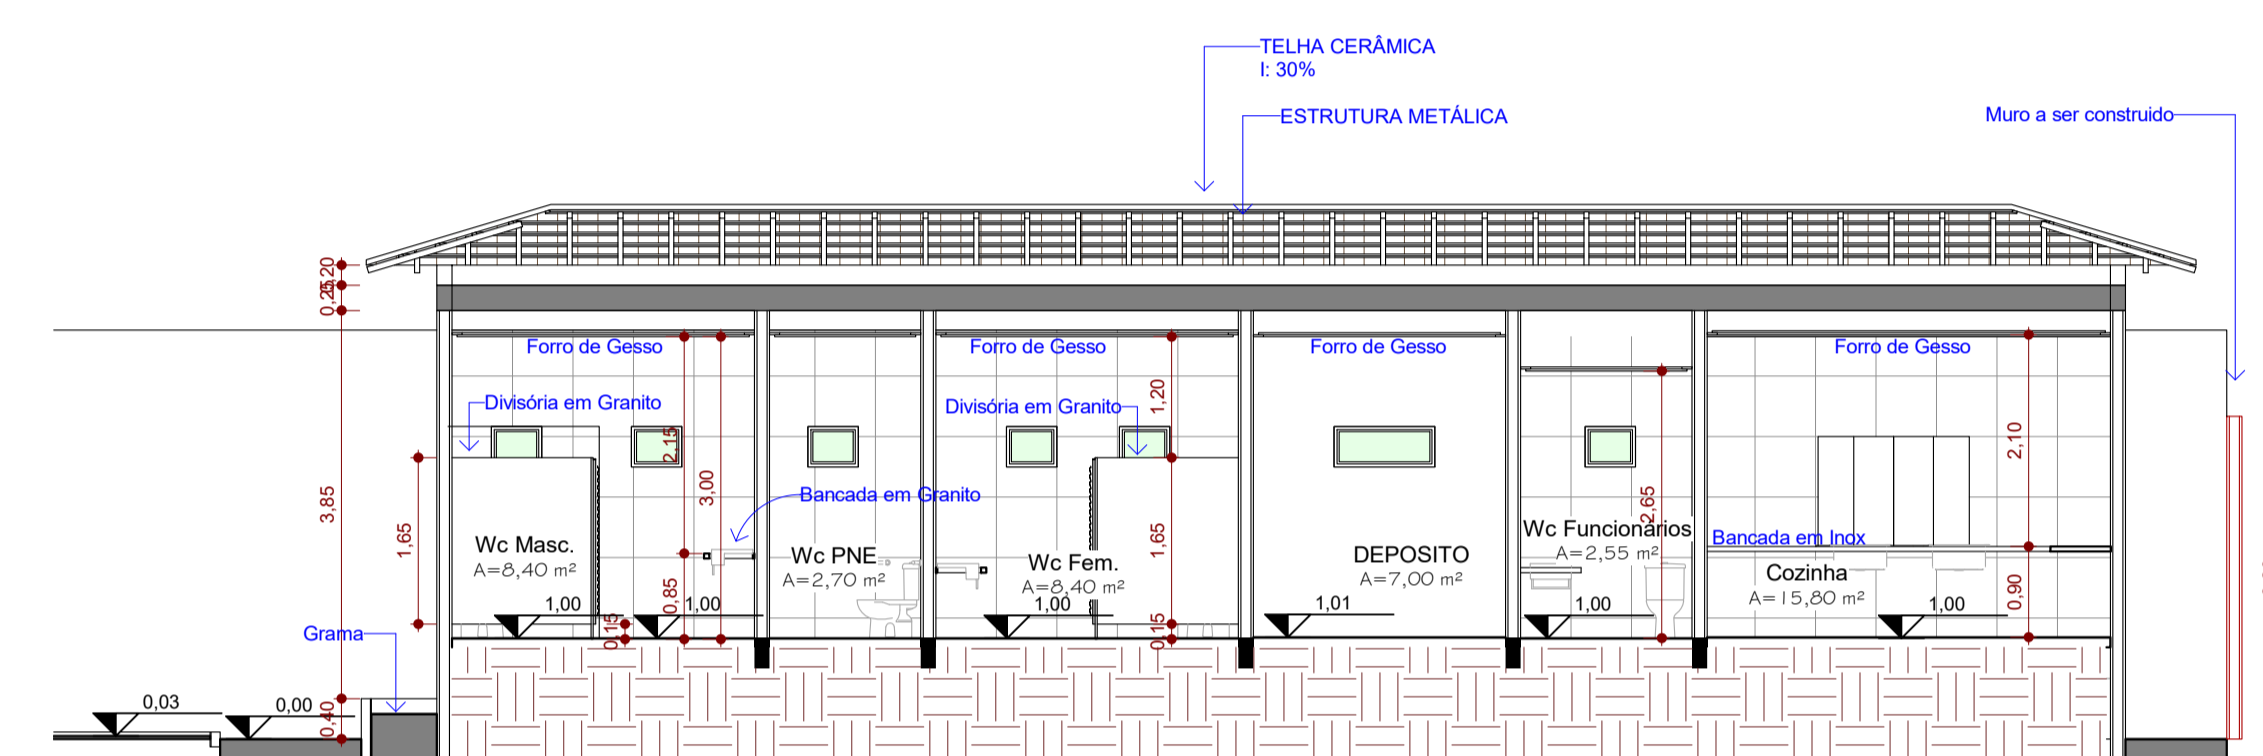 TELHA CERÂMICA
I: 30%
ESTRUTURA METÁLICA
Muro a ser construido
0,20
0,25
Forro de Gesso
Forro de Gesso
Forro de Gesso
Forro de Gesso
Divisória em Granito
Divisória em Granito
1,20
2,15
2,10
3,00
3,85
1,65
Bancada em Granito
2,65
1,65
Wc Masc.
A=8,40 m²
Wc PNE
A=2,70 m²
Wc Fem.
A=8,40 m²
DEPOSITO
A=7,00 m²
Wc Funcionários
A=2,55 m²
Bancada em Inox
Cozinha
A=15,80 m²
0,85
0,90
1,00
1,00
1,00
1,01
1,00
1,00
0,15
0,15
Grama
0,03
0,00
0,40